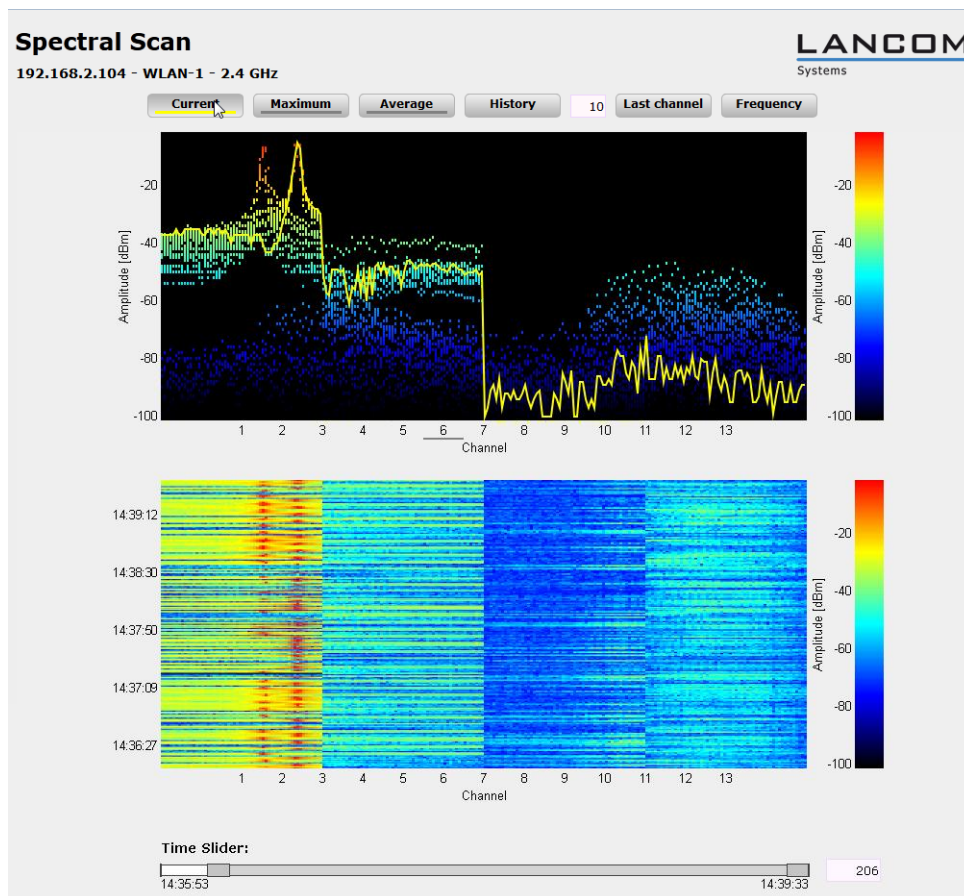 Spectral Scan
LANCOM
Systems
192.168.2.104 - WLAN-1 - 2.4 GHz
Current Maximum Average History 10 Last channel Frequency
Amplitude [dBm]
-20
-40
-60
-80
-100
1 2 3 4 5 6 7 8 9 10 11 12 13
Channel
-20
-40
-60
-80
-100
Amplitude [dBm]
14:39:12
14:38:30
14:37:50
14:37:09
14:36:27
1 2 3 4 5 6 7 8 9 10 11 12 13
Channel
-20
-40
-60
-80
-100
Amplitude [dBm]
Time Slider:
206
14:35:53 14:39:33